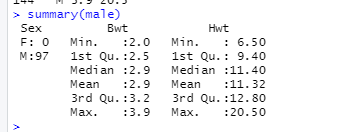 144 M 3.9 20.5
> summary(male)
Sex Bwt Hwt
F: 0 Min. :2.0 Min. : 6.50
M:97 1st Qu.:2.5 1st Qu.: 9.40
Median :2.9 Median :11.40
Mean :2.9 Mean :11.32
3rd Qu.:3.2 3rd Qu.:12.80
Max. :3.9 Max. :20.50
>